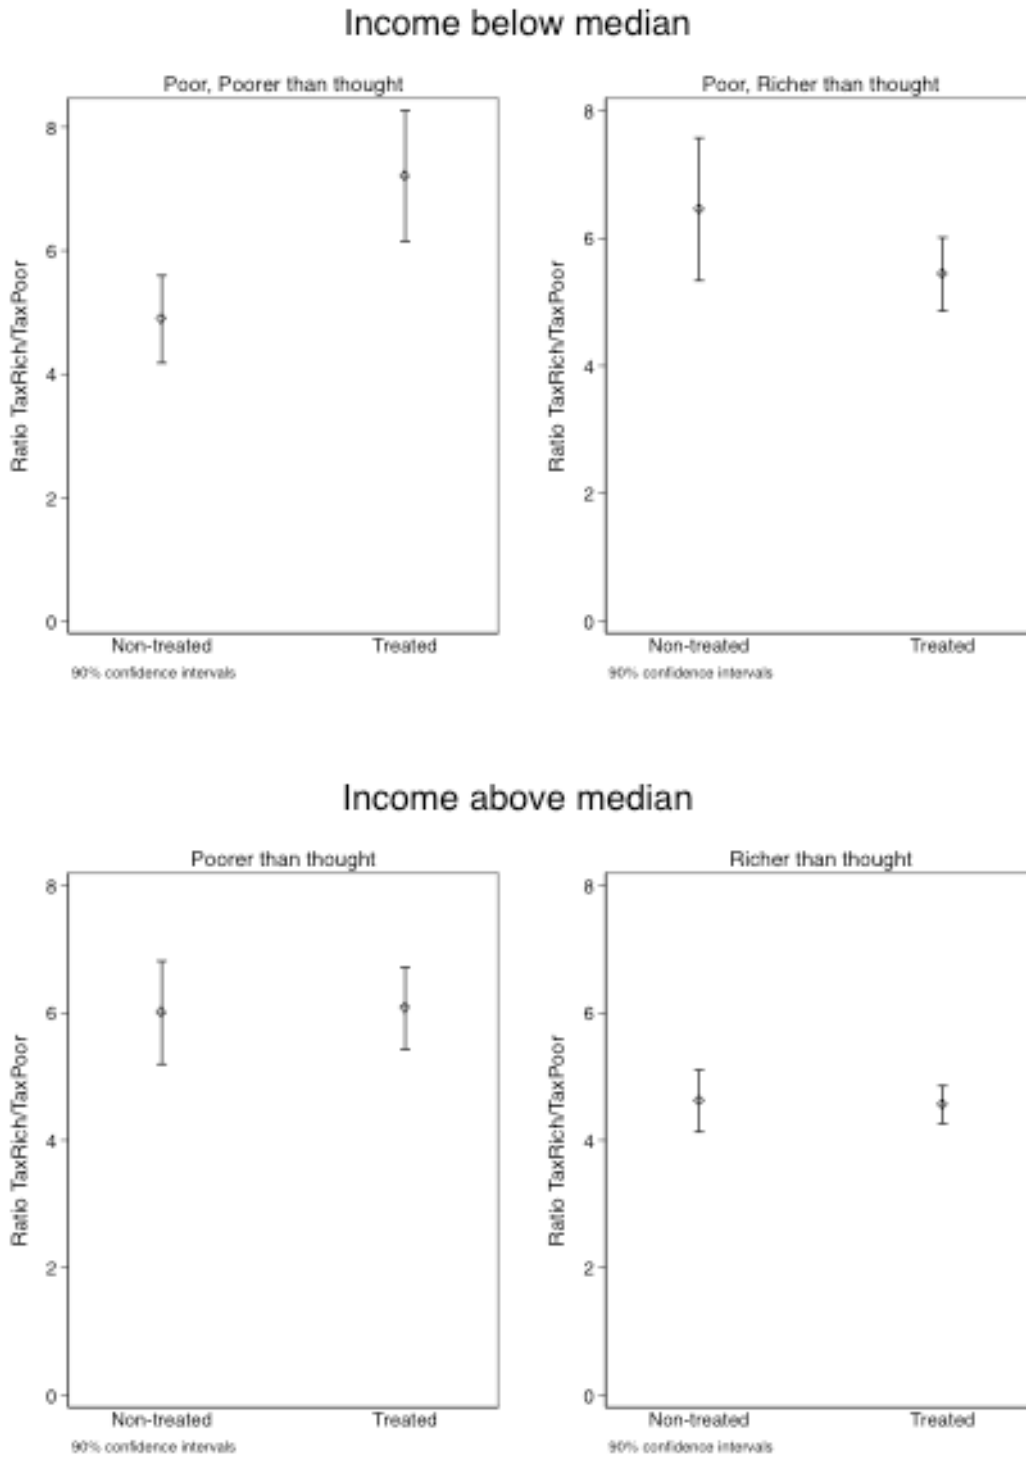 Income below median
Poor, Poorer than thought
Ratio TaxRich/TaxPoor
8
6
4
2
0
Non-treated Treated
90% confidence intervals
Poor, Richer than thought
Ratio TaxRich/TaxPoor
8
6
4
2
0
Non-treated Treated
90% confidence intervals
Income above median
Poorer than thought
Ratio TaxRich/TaxPoor
8
6
4
2
0
Non-treated Treated
90% confidence intervals
Richer than thought
Ratio TaxRich/TaxPoor
8
6
4
2
0
Non-treated Treated
90% confidence intervals